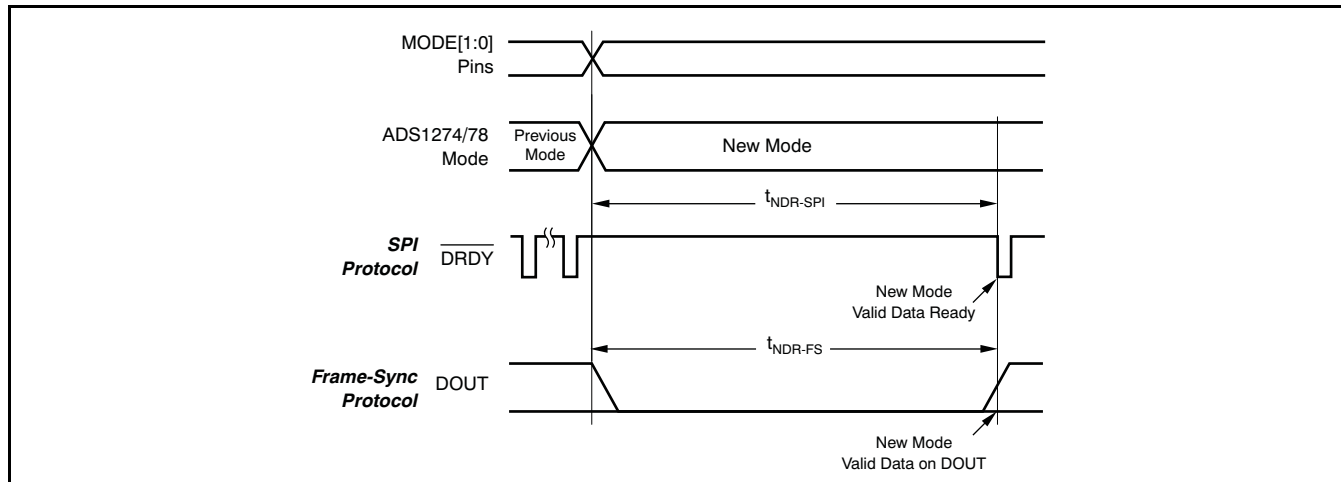 MODE[1:0]
Pins
ADS1274/78
Mode
Previous
Mode
New Mode
tNDR-SPI
SPI
Protocol
DRDY
New Mode
Valid Data Ready
tNDR-FS
Frame-Sync
Protocol
DOUT
New Mode
Valid Data on DOUT